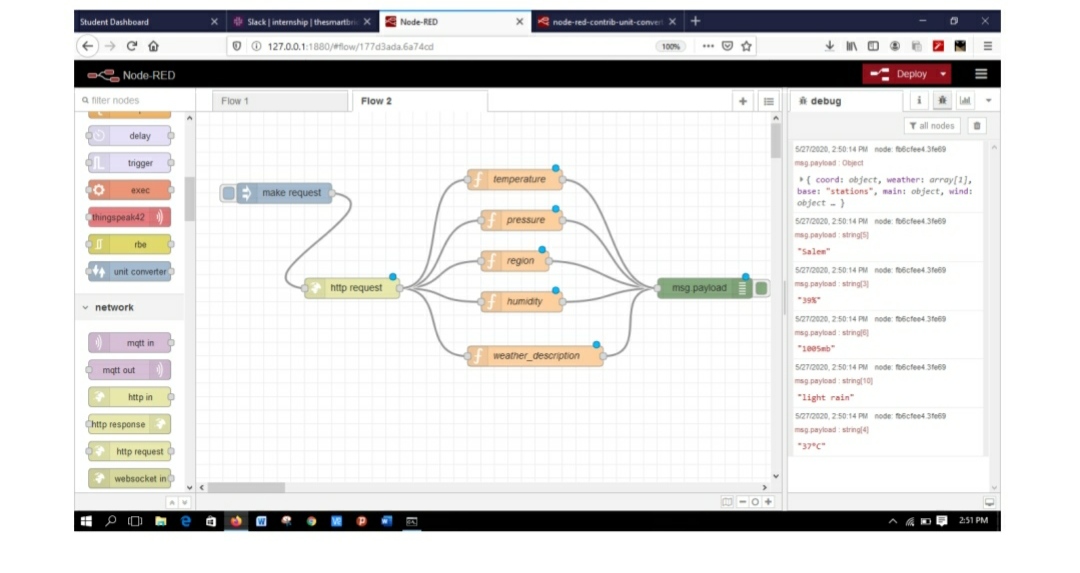 Student Dashboard
Slack | internship | thesmartbri
Node-RED
node-red-contrib-unit-convert
127.0.0.1:1880/#flow/177d3ada.6a74cd
100%
Node-RED
Deploy
filter nodes
Flow 1
Flow 2
debug
all nodes
delay
trigger
exec
thingspeak42
rbe
unit converter
network
mqtt in
mqtt out
http in
http response
http request
websocket in
make request
http request
temperature
pressure
region
humidity
weather_description
msg.payload
5/27/2020, 2:50:14 PM node: fb6cfee4.3fe69
msg.payload : Object
{ coord: object, weather: array[1],
base: "stations", main: object, wind:
object … }
5/27/2020, 2:50:14 PM node: fb6cfee4.3fe69
msg.payload : string[5]
"Salem"
5/27/2020, 2:50:14 PM node: fb6cfee4.3fe69
msg.payload : string[3]
"39%"
5/27/2020, 2:50:14 PM node: fb6cfee4.3fe69
msg.payload : string[6]
"1005mb"
5/27/2020, 2:50:14 PM node: fb6cfee4.3fe69
msg.payload : string[10]
"light rain"
5/27/2020, 2:50:14 PM node: fb6cfee4.3fe69
msg.payload : string[4]
"37°C"
2:51 PM